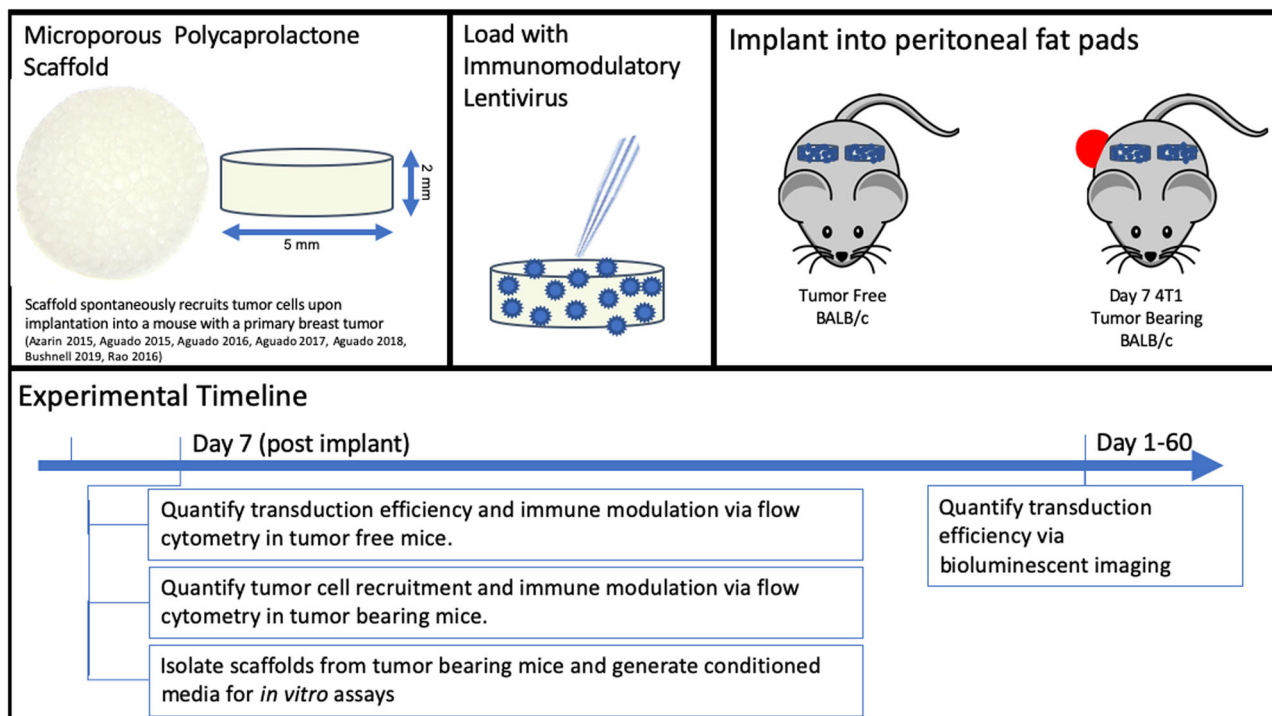 Microporous Polycaprolactone
Scaffold
2 mm
5 mm
Scaffold spontaneously recruits tumor cells upon
implantation into a mouse with a primary breast tumor
(Azarin 2015, Aguado 2015, Aguado 2016, Aguado 2017, Aguado 2018,
Bushnell 2019, Rao 2016)
Load with
Immunomodulatory
Lentivirus
Implant into peritoneal fat pads
Tumor Free
BALB/c
Day 7 4T1
Tumor Bearing
BALB/c
Experimental Timeline
Day 7 (post implant)
Day 1-60
Quantify transduction efficiency and immune modulation via flow
cytometry in tumor free mice.
Quantify tumor cell recruitment and immune modulation via flow
cytometry in tumor bearing mice.
Isolate scaffolds from tumor bearing mice and generate conditioned
media for in vitro assays
Quantify transduction
efficiency via
bioluminescent imaging